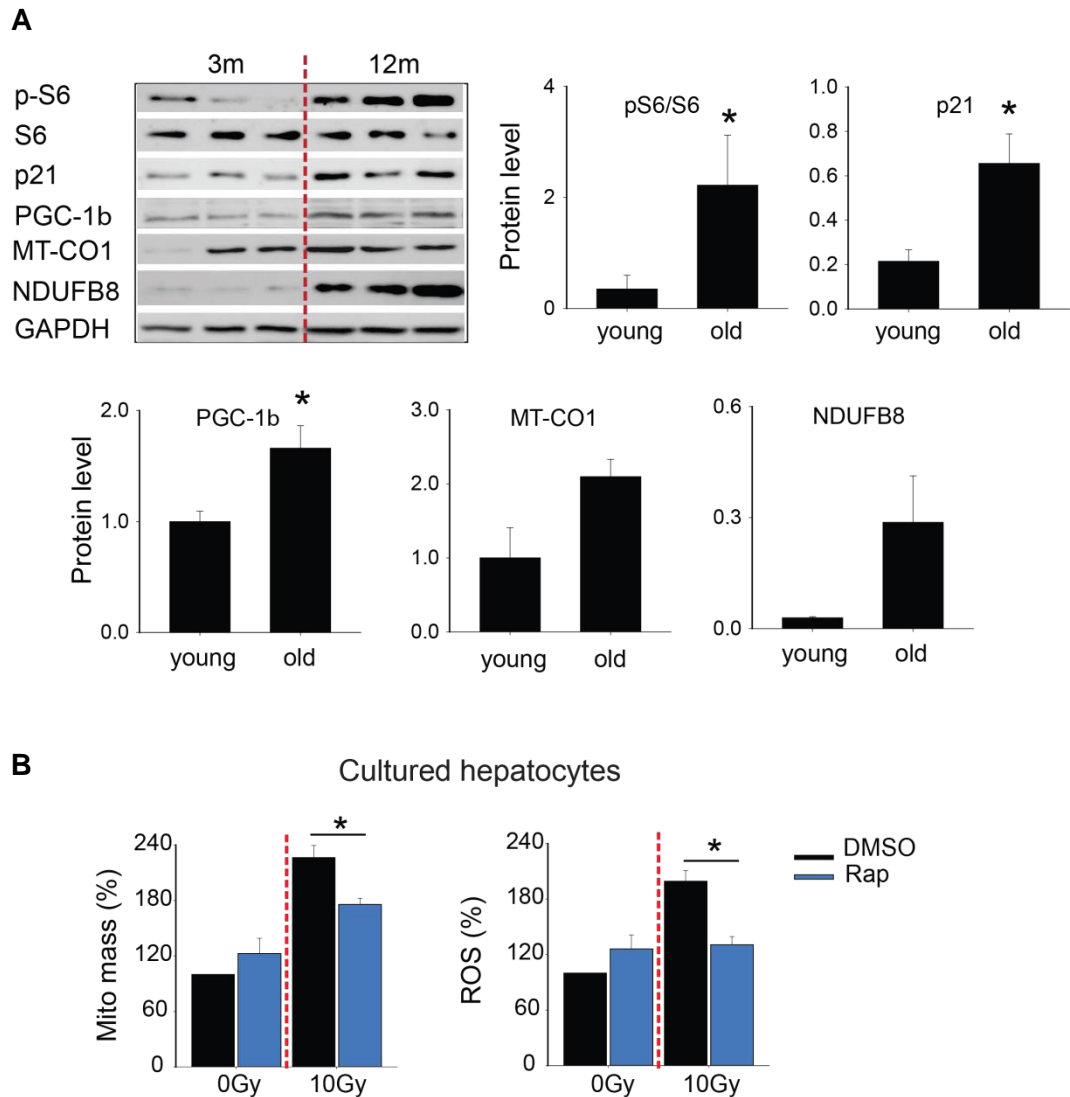 A
3m 12m
p-S6
S6
p21
PGC-1b
MT-CO1
NDUFB8
GAPDH
pS6/S6
*
Protein level
4
2
0
young old
p21
*
1.0
0.8
0.6
0.4
0.2
0.0
young old
PGC-1b
*
Protein level
2.0
1.0
0.0
young old
MT-CO1
3.0
2.0
1.0
0.0
young old
NDUFB8
0.6
0.3
0.0
young old
B
Cultured hepatocytes
*
Mito mass (%)
240
180
120
60
0
0Gy 10Gy
*
ROS (%)
240
180
120
60
0
0Gy 10Gy
DMSO
Rap